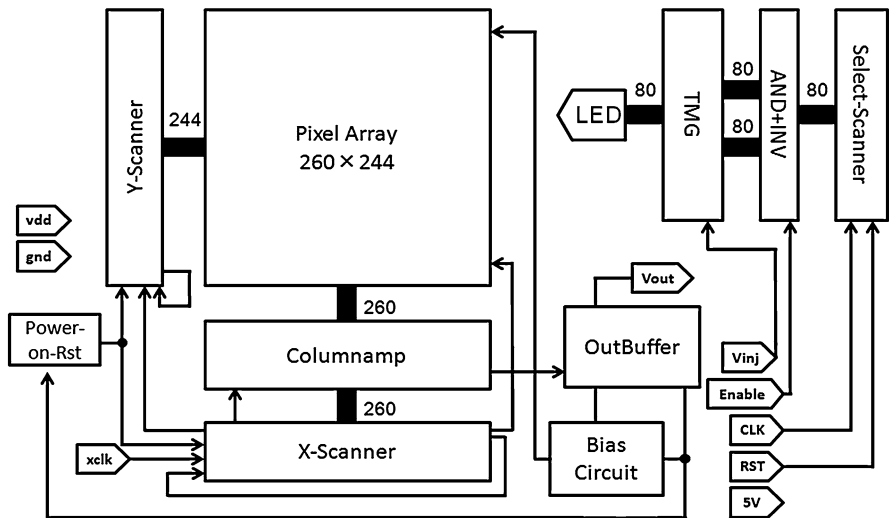 Y-Scanner
244
Pixel Array
260 × 244
LED
80
TMG
80
80
AND+INV
80
Select-Scanner
vdd
gnd
260
Vout
Power-
on-Rst
Columnamp
OutBuffer
Vinj
260
Enable
xclk
X-Scanner
Bias
Circuit
CLK
RST
5V